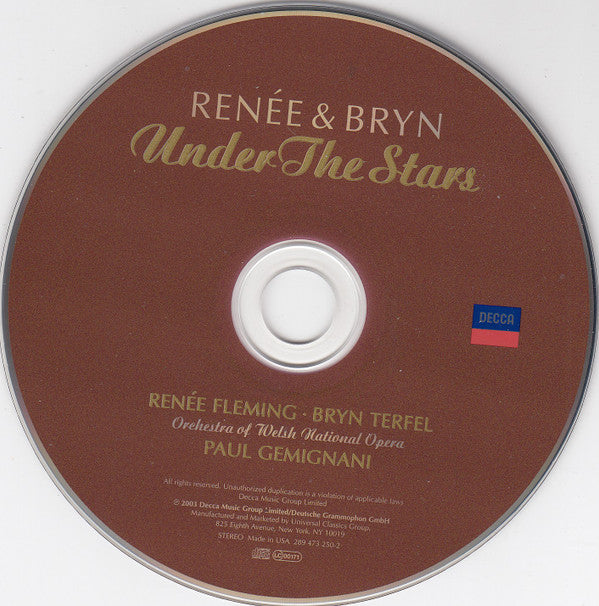 RENÉE & BRYN
Under The Stars
DECCA
RENÉE FLEMING · BRYN TERFEL
Orchestra of Welsh National Opera
PAUL GEMIGNANI
All rights reserved. Unauthorized duplication is a violation of applicable laws
Decca Music Group Limited
℗ 2003 Decca Music Group Limited/Deutsche Grammophon GmbH
Manufactured and Marketed by Universal Classics Group,
825 Eighth Avenue, New York, NY 10019
STEREO Made in USA 289 473 250-2
LC 00171